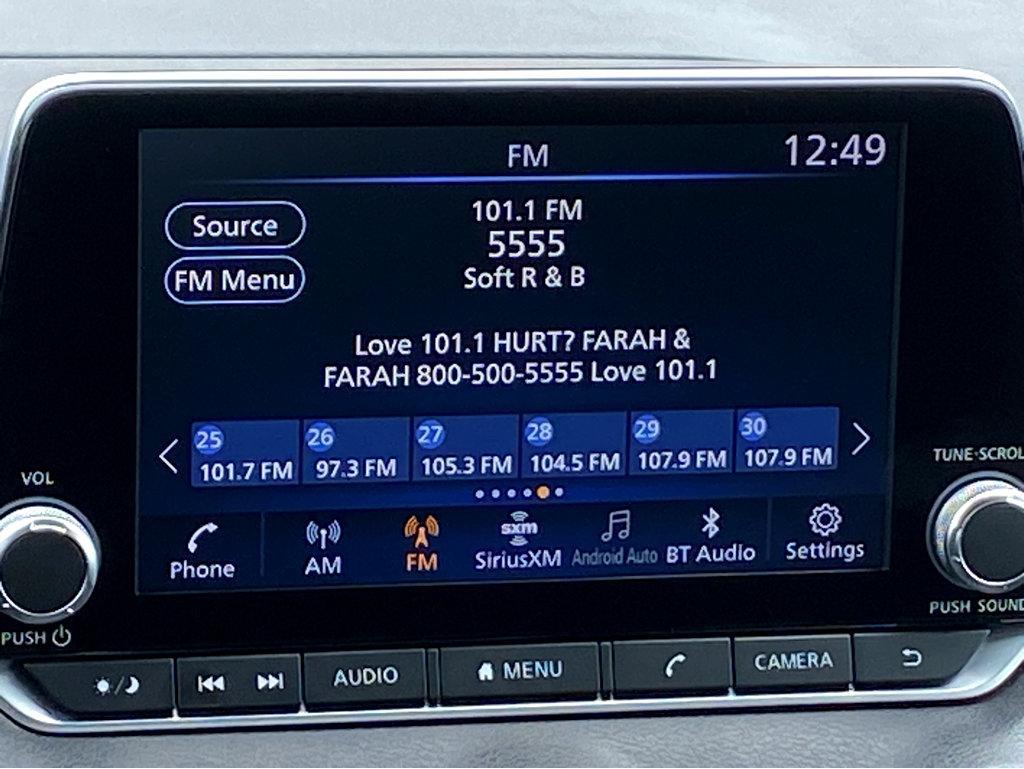 FM
12:49
Source
101.1 FM
5555
FM Menu
Soft R & B
Love 101.1 HURT? FARAH &
FARAH 800-500-5555 Love 101.1
25
101.7 FM
26
97.3 FM
27
105.3 FM
28
104.5 FM
29
107.9 FM
30
107.9 FM
VOL
TUNE·SCROL
Phone
AM
FM
sxm
SiriusXM
Android Auto
BT Audio
Settings
PUSH
PUSH SOUND
AUDIO
MENU
CAMERA